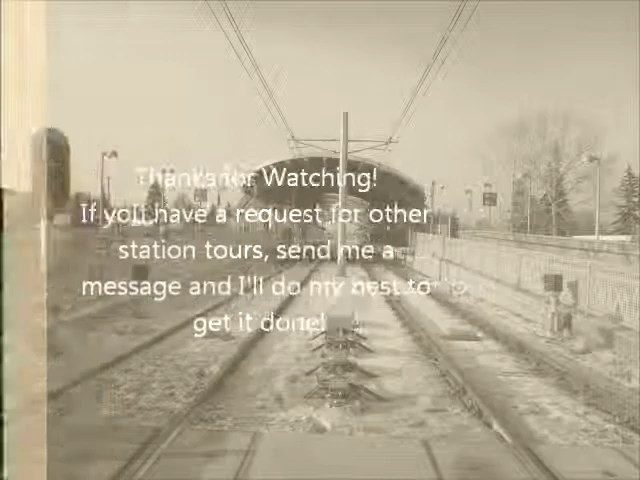 Thanks for Watching!
If you have a request for other
station tours, send me a
message and I'll do my best to
get it done!